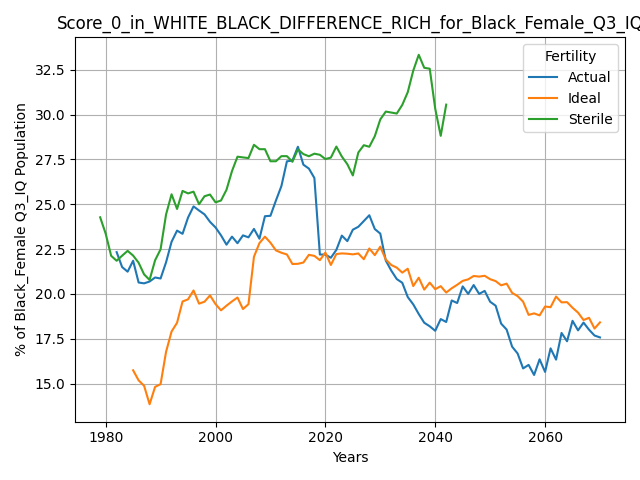 Score_0_in_WHITE_BLACK_DIFFERENCE_RICH_for_Black_Female_Q3_IQ
Fertility
Actual
Ideal
Sterile
% of Black_Female Q3_IQ Population
32.5
30.0
27.5
25.0
22.5
20.0
17.5
15.0
1980
2000
2020
2040
2060
Years